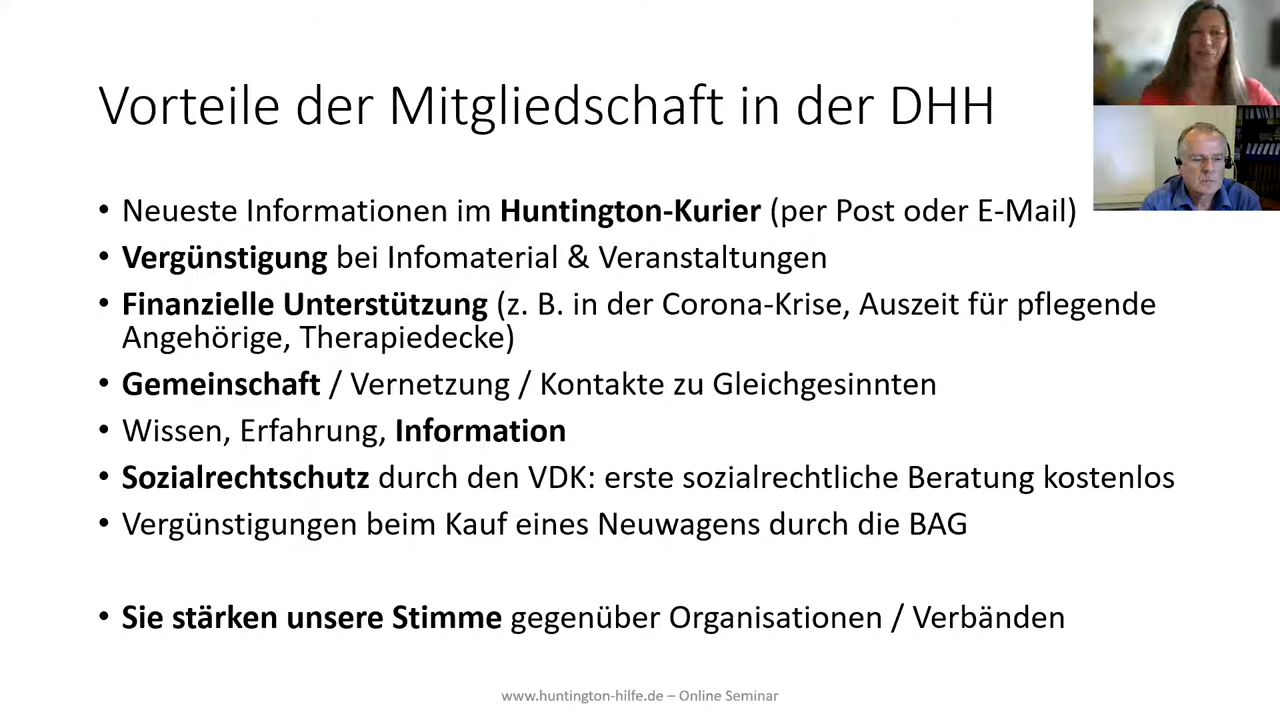 Vorteile der Mitgliedschaft in der DHH
• Neueste Informationen im Huntington-Kurier (per Post oder E-Mail)
• Vergünstigung bei Infomaterial & Veranstaltungen
• Finanzielle Unterstützung (z. B. in der Corona-Krise, Auszeit für pflegende
Angehörige, Therapiedecke)
• Gemeinschaft / Vernetzung / Kontakte zu Gleichgesinnten
• Wissen, Erfahrung, Information
• Sozialrechtschutz durch den VDK: erste sozialrechtliche Beratung kostenlos
• Vergünstigungen beim Kauf eines Neuwagens durch die BAG
• Sie stärken unsere Stimme gegenüber Organisationen / Verbänden
www.huntington-hilfe.de – Online Seminar